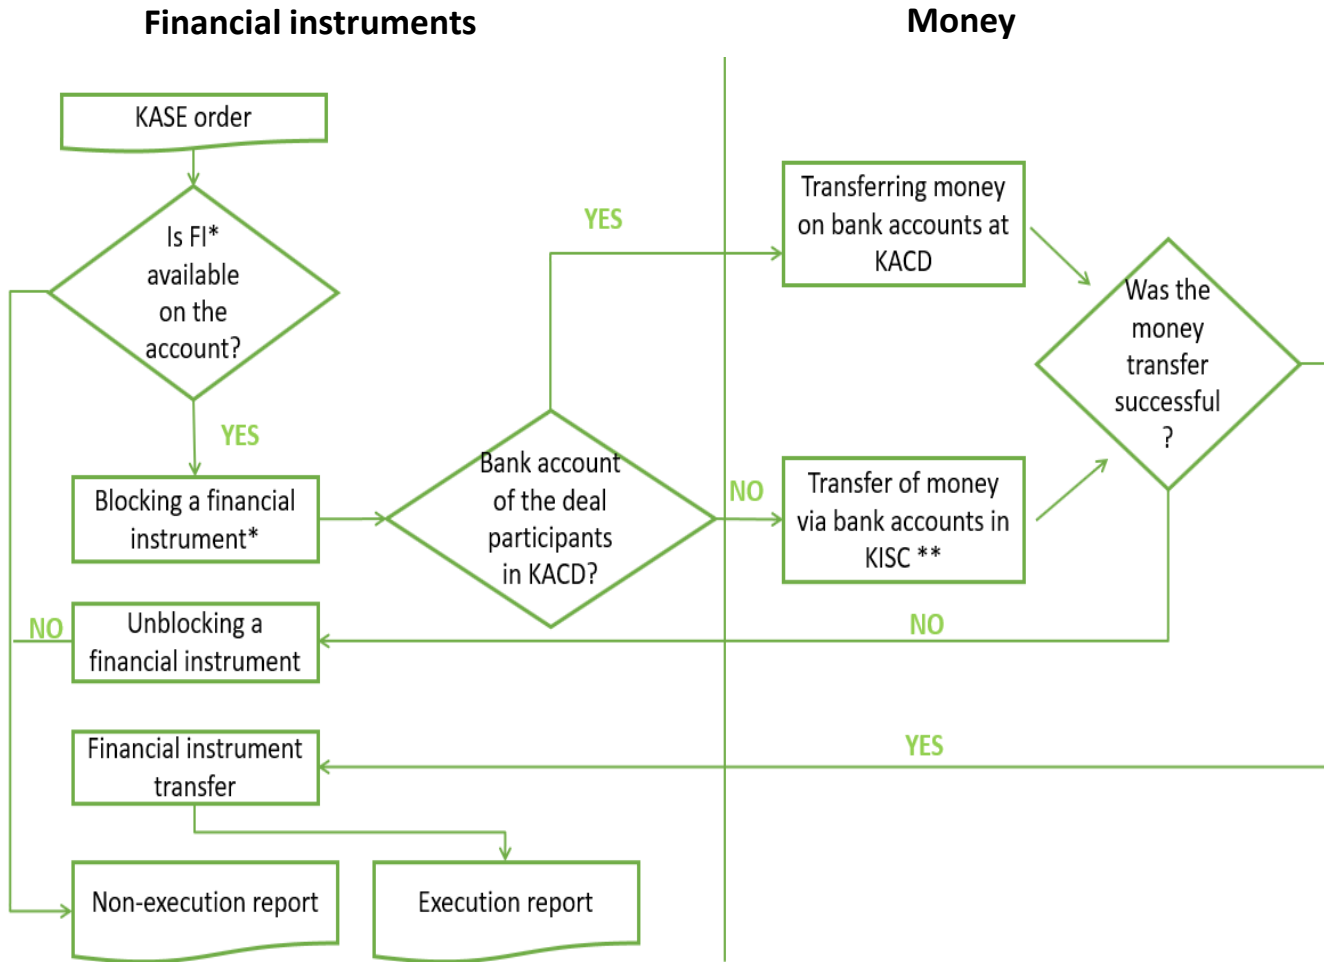 Financial instruments
Money
KASE order
Is FI*
available
on the
account?
YES
Blocking a financial
instrument*
Bank account
of the deal
participants
in KACD?
YES
NO
Transferring money
on bank accounts at
KACD
Transfer of money
via bank accounts in
KISC **
Was the
money
transfer
successful
?
NO
Unblocking a
financial instrument
NO
YES
Financial instrument
transfer
Non-execution report
Execution report